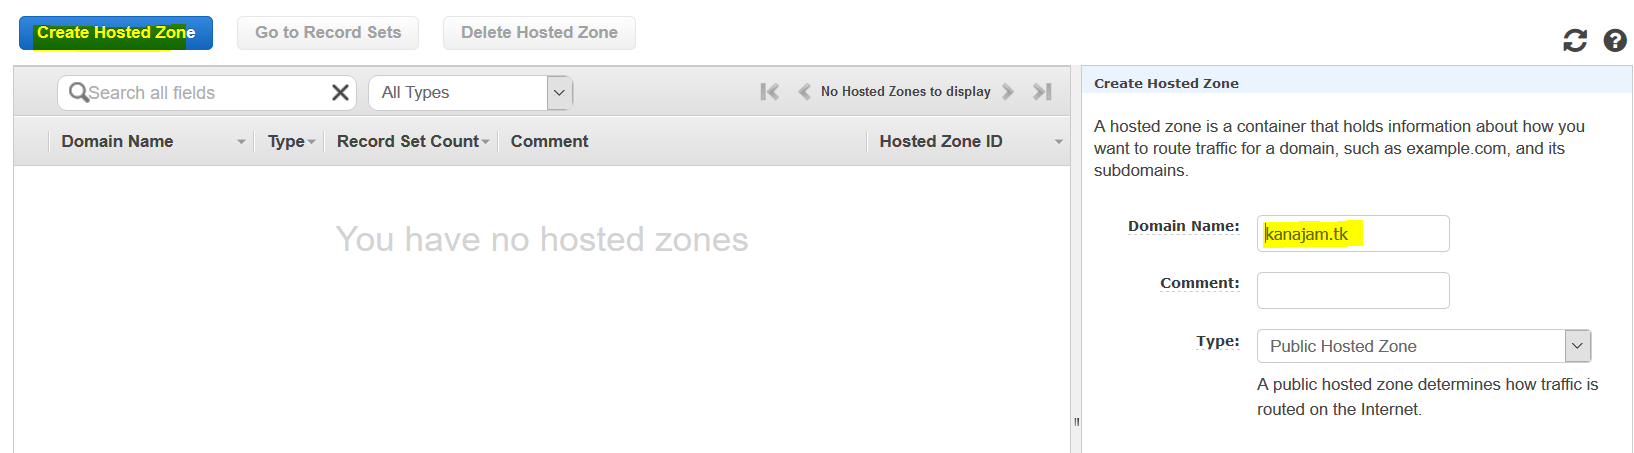 Create Hosted Zone
Go to Record Sets
Delete Hosted Zone
Search all fields
All Types
No Hosted Zones to display
Domain Name
Type
Record Set Count
Comment
Hosted Zone ID
You have no hosted zones
Create Hosted Zone
A hosted zone is a container that holds information about how you
want to route traffic for a domain, such as example.com, and its
subdomains.
Domain Name:
kanajam.tk
Comment:
Type:
Public Hosted Zone
A public hosted zone determines how traffic is
routed on the Internet.